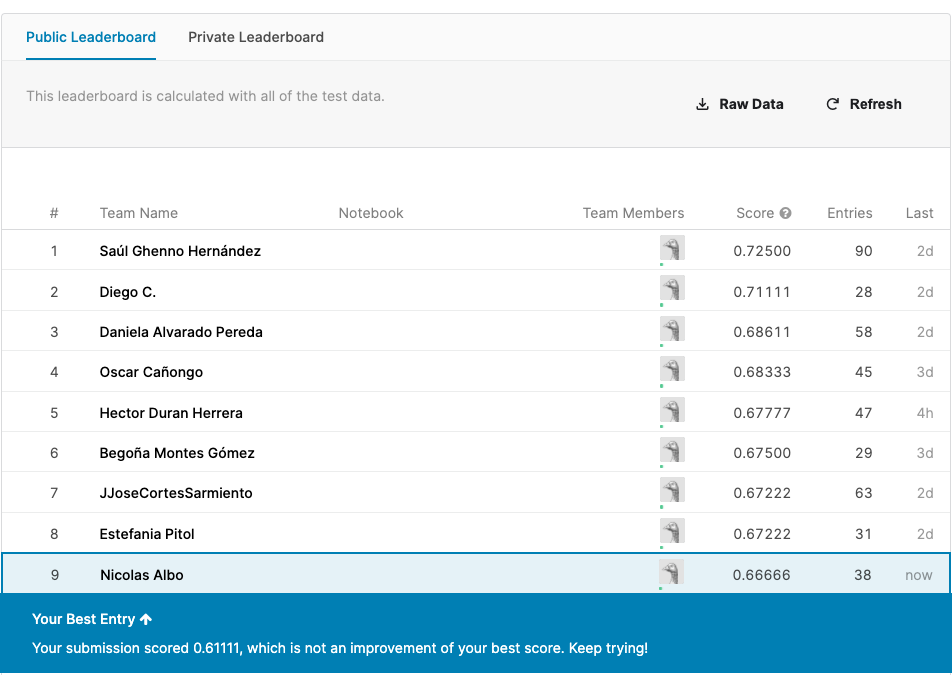 Public Leaderboard Private Leaderboard
This leaderboard is calculated with all of the test data.
Raw Data Refresh
# Team Name Notebook Team Members Score Entries Last
1 Saúl Ghenno Hernández 0.72500 90 2d
2 Diego C. 0.71111 28 2d
3 Daniela Alvarado Pereda 0.68611 58 2d
4 Oscar Cañongo 0.68333 45 3d
5 Hector Duran Herrera 0.67777 47 4h
6 Begoña Montes Gómez 0.67500 29 3d
7 JJoseCortesSarmiento 0.67222 63 2d
8 Estefania Pitol 0.67222 31 2d
9 Nicolas Albo 0.66666 38 now
Your Best Entry
Your submission scored 0.61111, which is not an improvement of your best score. Keep trying!